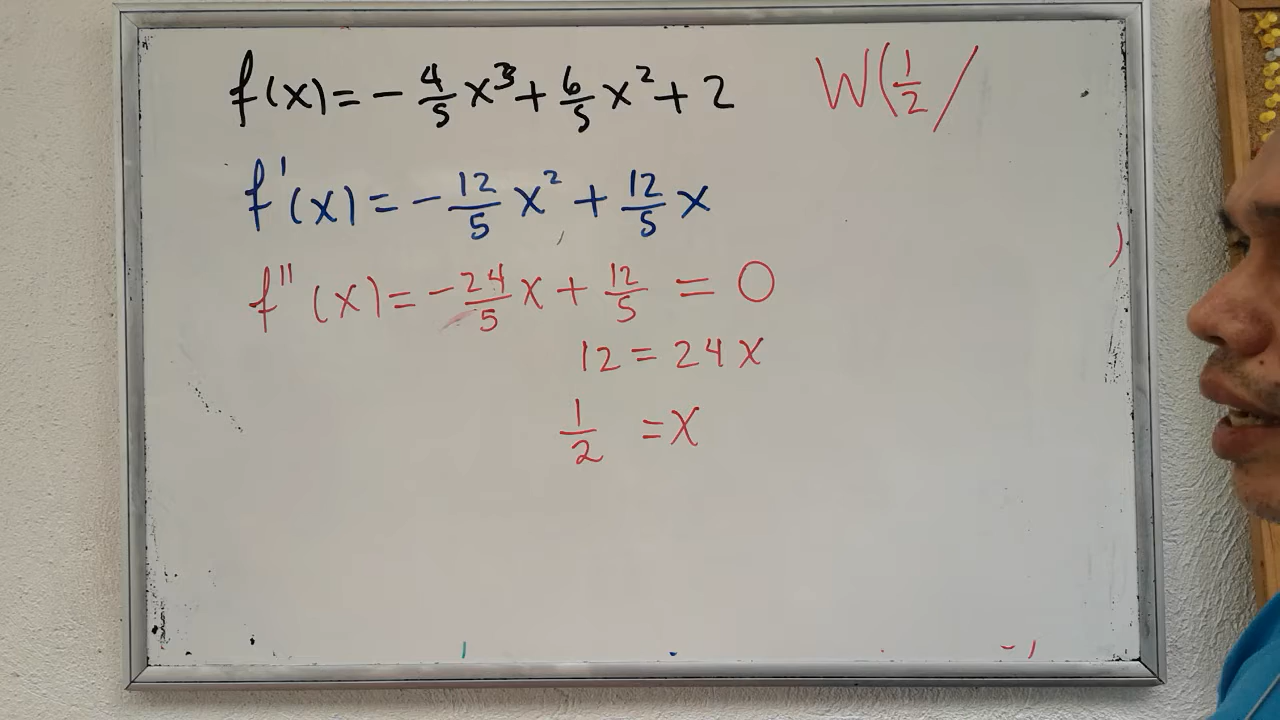 f(x) = - 4/5 x³ + 6/5 x² + 2
W(1/2 /
f'(x) = - 12/5 x² + 12/5 x
f''(x) = - 24/5 x + 12/5 = 0
12 = 24x
1/2 = x